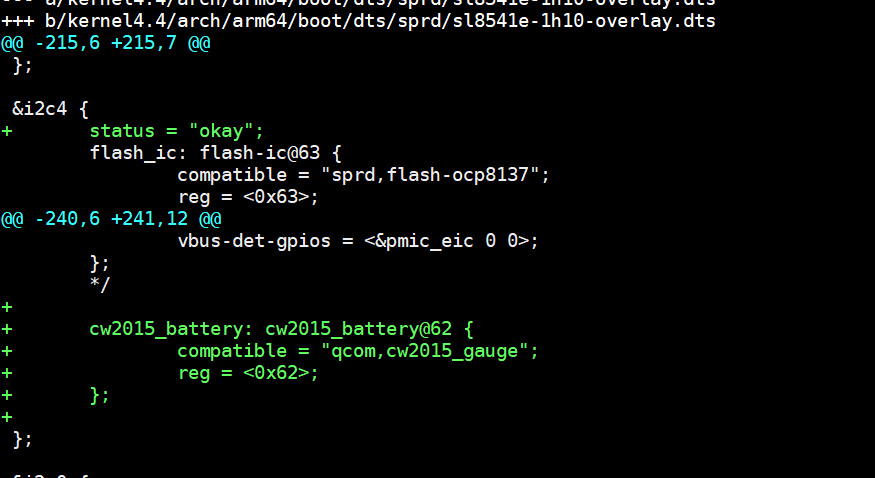 --- a/kernel4.4/arch/arm64/boot/dts/sprd/sl8541e-1h10-overlay.dts
+++ b/kernel4.4/arch/arm64/boot/dts/sprd/sl8541e-1h10-overlay.dts
@@ -215,6 +215,7 @@
 };

 &i2c4 {
+       status = "okay";
        flash_ic: flash-ic@63 {
                compatible = "sprd,flash-ocp8137";
                reg = <0x63>;
@@ -240,6 +241,12 @@
                vbus-det-gpios = <&pmic_eic 0 0>;
        };
        */
+
+       cw2015_battery: cw2015_battery@62 {
+               compatible = "qcom,cw2015_gauge";
+               reg = <0x62>;
+       };
+
 };